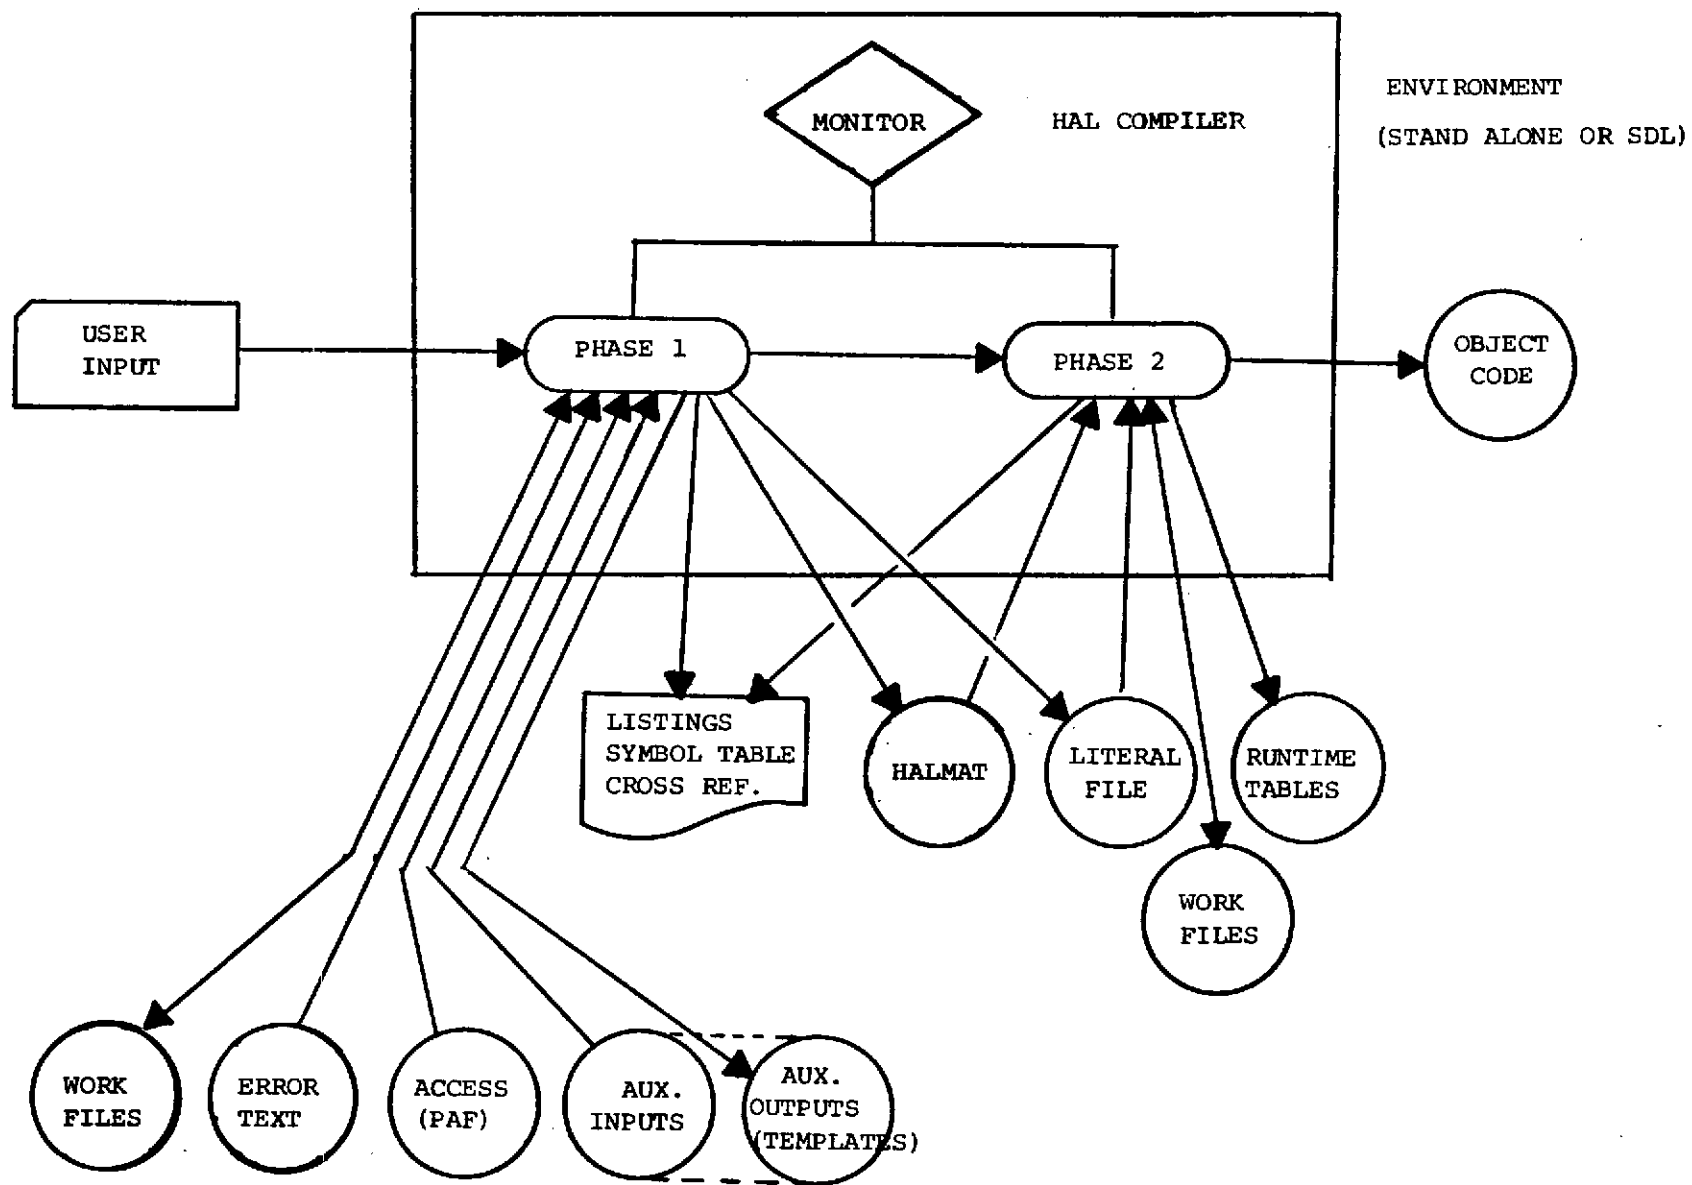 ENVIRONMENT
(STAND ALONE OR SDL)
MONITOR
HAL COMPILER
USER
INPUT
PHASE 1
PHASE 2
OBJECT
CODE
LISTINGS
SYMBOL TABLE
CROSS REF.
HALMAT
LITERAL
FILE
RUNTIME
TABLES
WORK
FILES
WORK
FILES
ERROR
TEXT
ACCESS
(PAF)
AUX.
INPUTS
AUX.
OUTPUTS
(TEMPLATES)